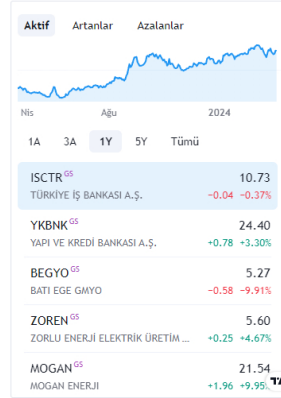 Aktif Artanlar Azalanlar
Nis Ağu 2024
1A 3A 1Y 5Y Tümü
ISCTR GS 10.73
TÜRKİYE İŞ BANKASI A.Ş. −0.04 −0.37%
YKBNK GS 24.40
YAPI VE KREDİ BANKASI A.Ş. +0.78 +3.30%
BEGYO GS 5.27
BATI EGE GMYO −0.58 −9.91%
ZOREN GS 5.60
ZORLU ENERJİ ELEKTRİK ÜRETİM ... +0.25 +4.67%
MOGAN GS 21.54
MOGAN ENERJI +1.96 +9.95%